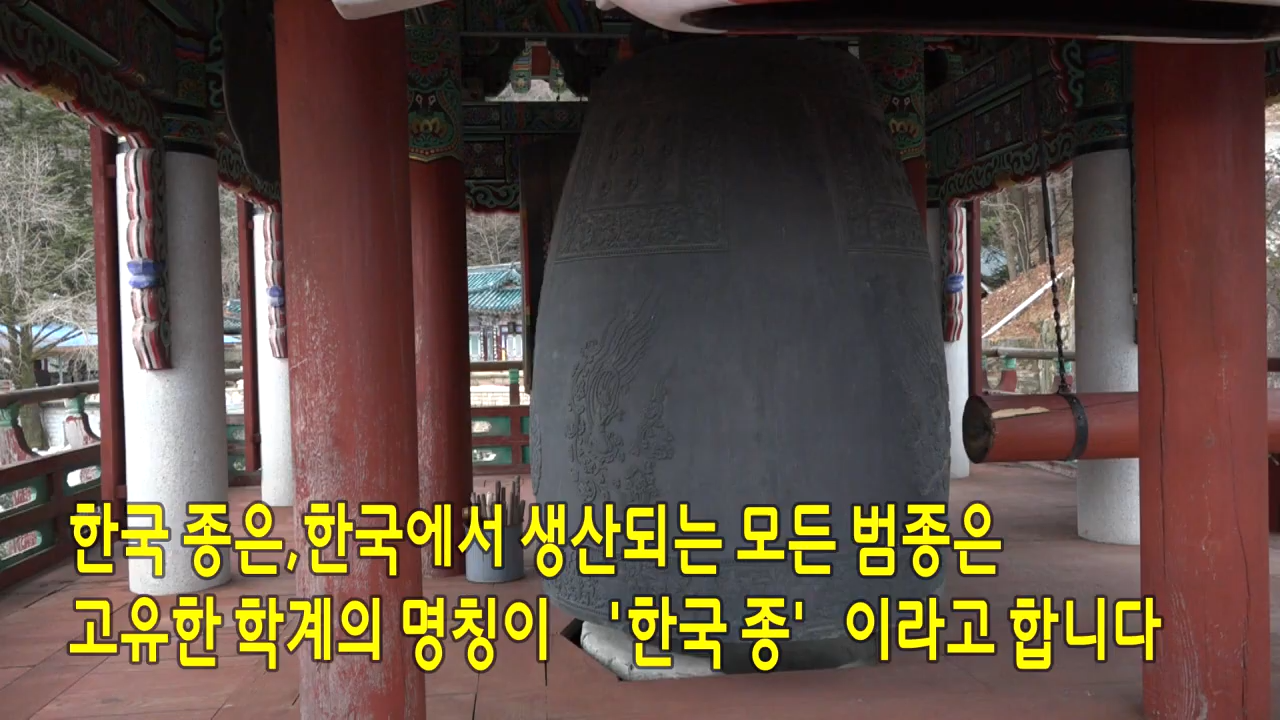 한국 종은,한국에서 생산되는 모든 범종은
고유한 학계의 명칭이 '한국 종' 이라고 합니다